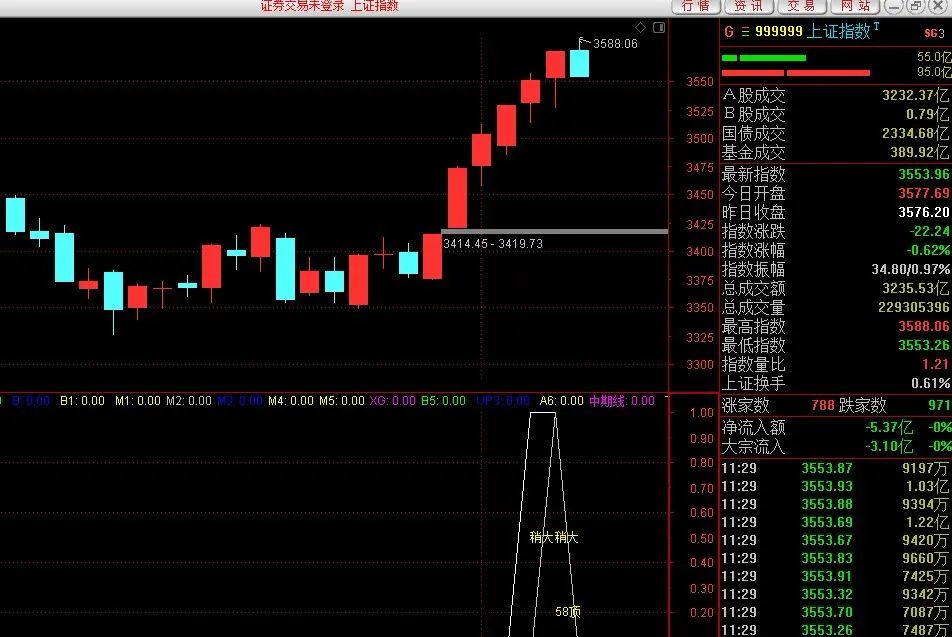 证券交易未登录 上证指数 行情 资讯 交易 网站
G 999999 上证指数 T SG3
3588.06
3550
3525
3500
3475
3450
3425
3400
3375
3350
3325
3300
3414.45 - 3419.73
55.0亿
95.0亿
A股成交 3232.37亿
B股成交 0.79亿
国债成交 2334.68亿
基金成交 389.92亿
最新指数 3553.96
今日开盘 3577.69
昨日收盘 3576.20
指数涨跌 -22.24
指数涨幅 -0.62%
指数振幅 34.80/0.97%
总成交额 3235.53亿
总成交量 229305396
最高指数 3588.06
最低指数 3553.26
指数量比 1.21
上证换手 0.61%
涨家数 788 跌家数 971
净流入额 -5.37亿 -0%
大宗流入 -3.10亿 -0%
B: 0.00 B1: 0.00 M1: 0.00 M2: 0.00 M3: 0.00 M4: 0.00 M5: 0.00 XG: 0.00 B5: 0.00 UP3: 0.00 A6: 0.00 中期线: 0.00
1.00
0.90
0.80
0.70
0.60
0.50
0.40
0.30
0.20
稍大稍大
58顶
11:29 3553.87 9197万
11:29 3553.93 1.03亿
11:29 3553.88 9394万
11:29 3553.69 1.22亿
11:29 3553.67 9420万
11:29 3553.83 9660万
11:29 3553.91 7425万
11:29 3553.32 9342万
11:29 3553.70 7087万
11:29 3553.26 7487万